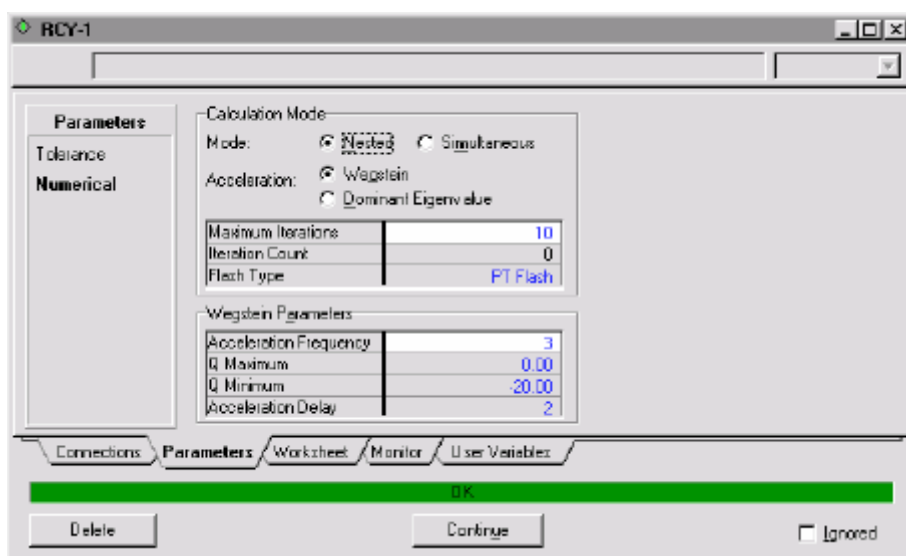 RCY-1
Parameters
Tolerance
Numerical
Calculation Mode
Mode: Nested Simultaneous
Acceleration: Wegstein
Dominant Eigenvalue
Maximum Iterations 10
Iteration Count 0
Flash Type PT Flash
Wegstein Parameters
Acceleration Frequency 3
Q Maximum 0.00
Q Minimum -20.00
Acceleration Delay 2
Connections Parameters Worksheet Monitor User Variables
OK
Delete Continue Ignored